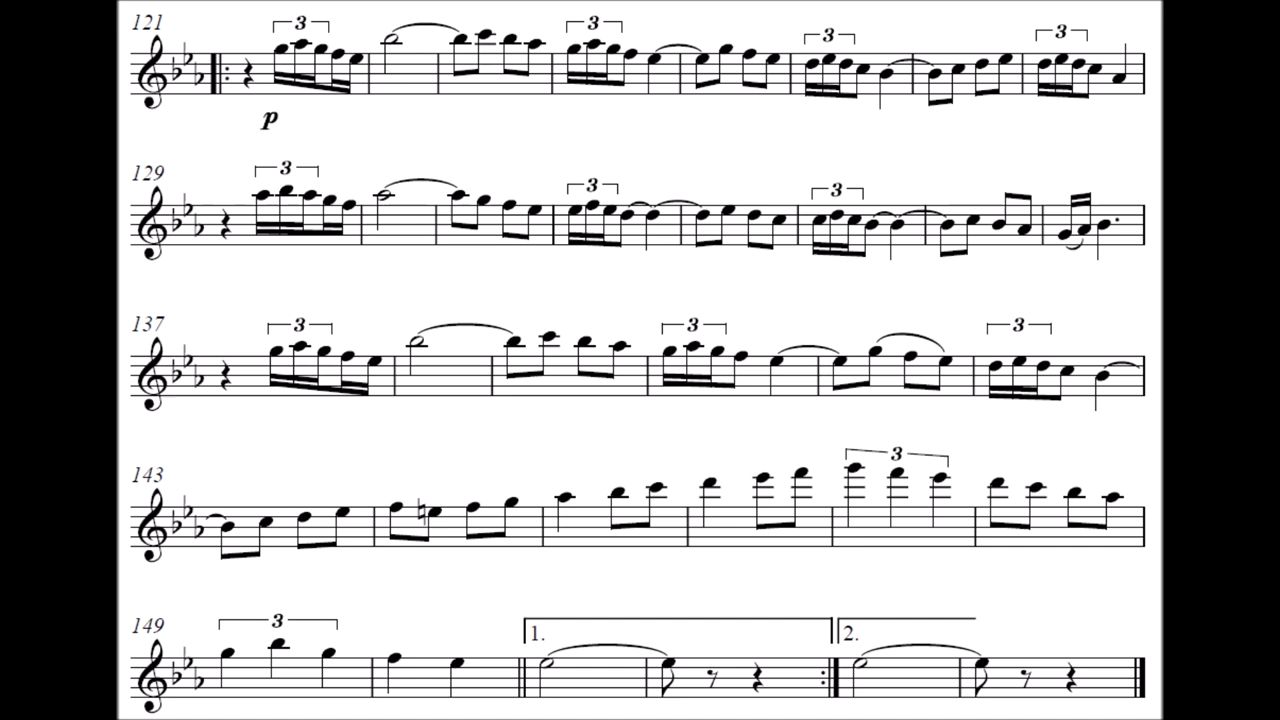 121 3 3 3 3
p
129 3 3 3
137 3 3 3
143 3
149 3 1. 2.